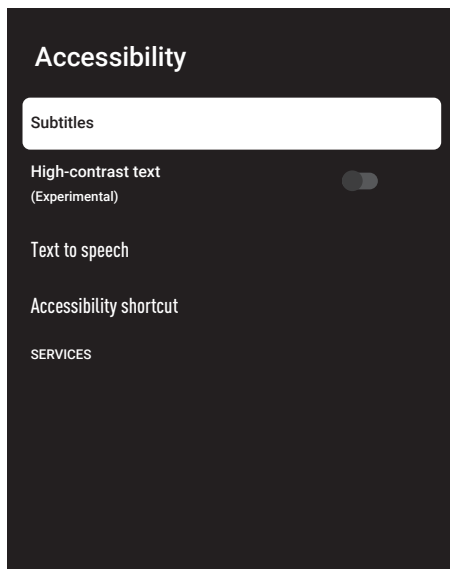 Accessibility
Subtitles
High-contrast text
(Experimental)
Text to speech
Accessibility shortcut
SERVICES